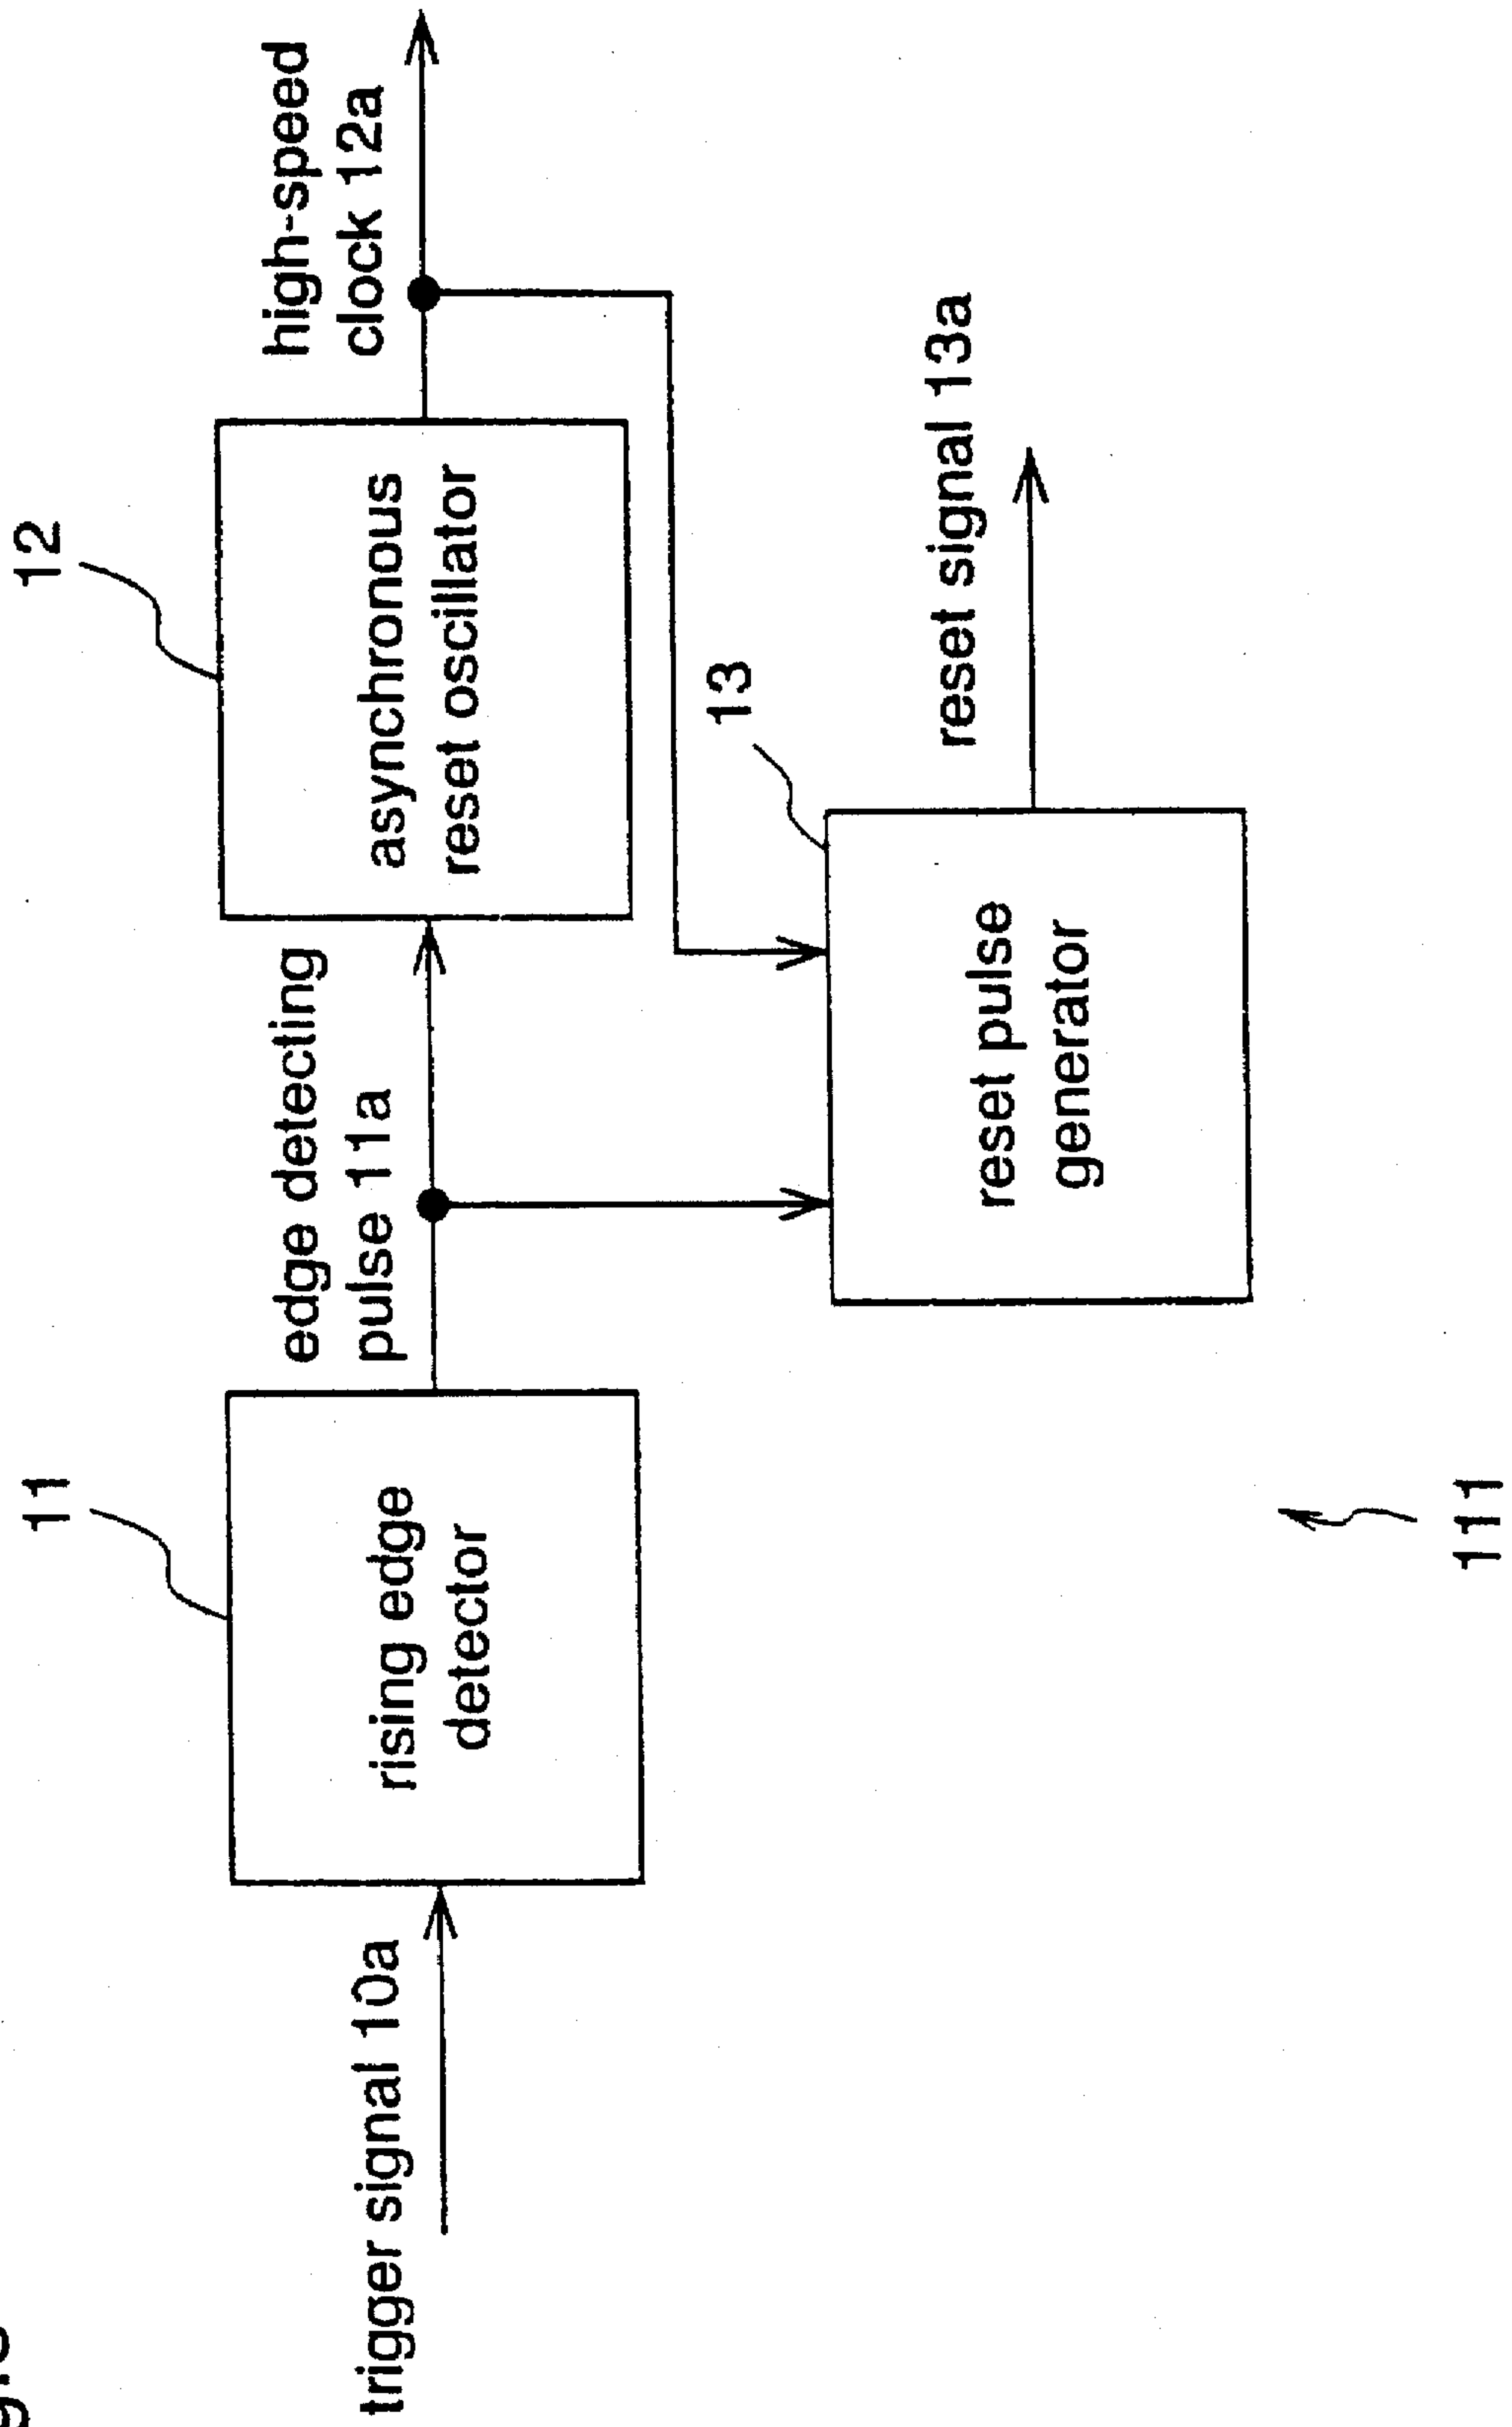 trigger signal 10a
11
rising edge
detector
edge detecting
pulse 11a
12
asynchronous
reset oscillator
high-speed
clock 12a
13
reset pulse
generator
reset signal 13a
111